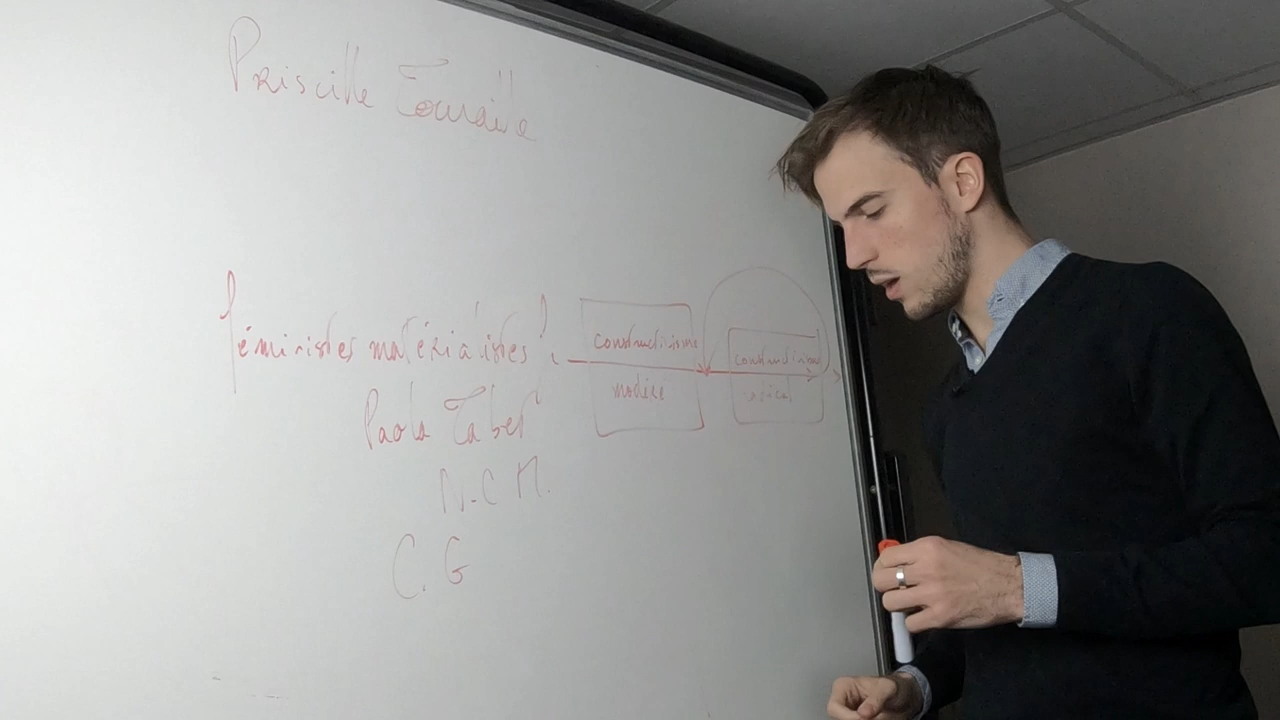 Priscille Touraille
féministes matérialistes
Paola Tabet
N.C M.
C. G
constructivisme
modéré
constructivisme
radical